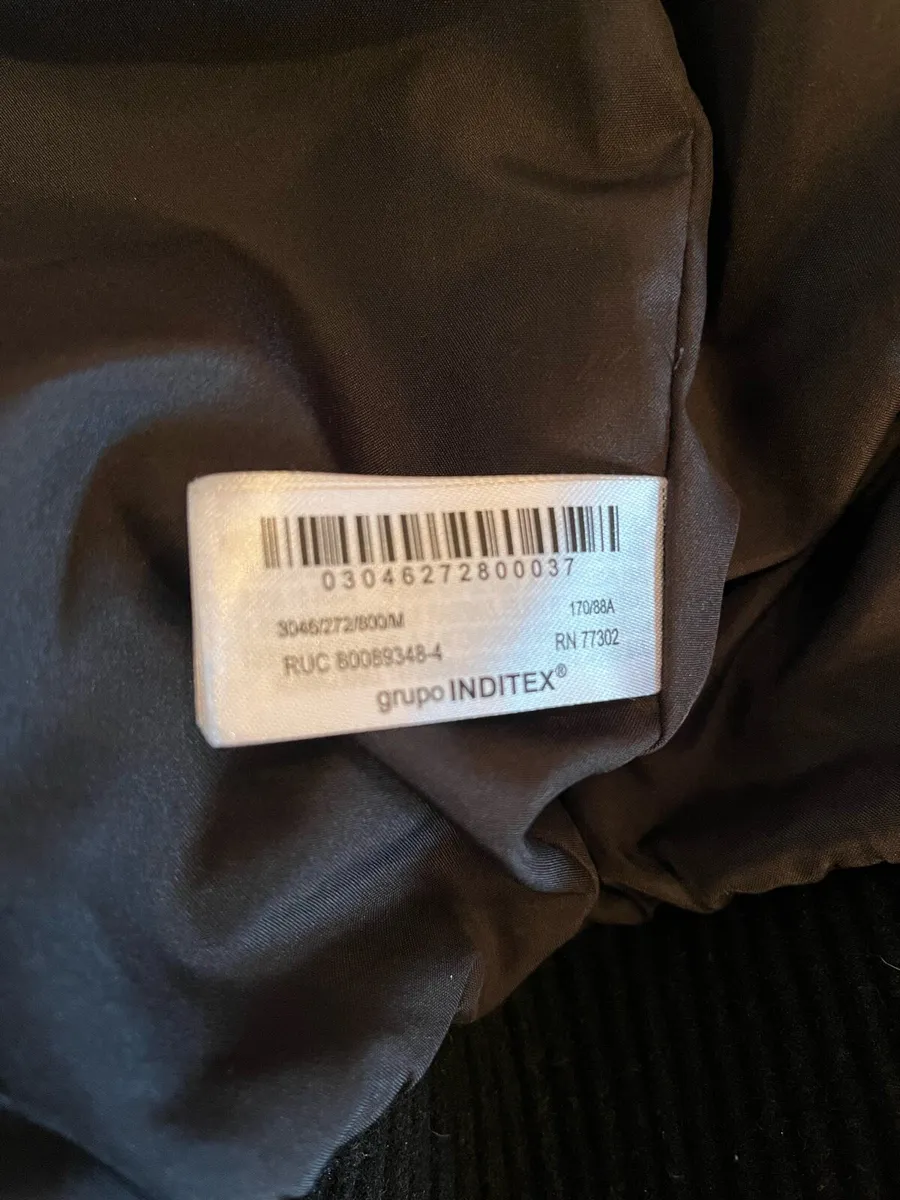 03046272800037
3046/272/800/M 170/88A
RUC 80089348-4 RN 77302
grupo INDITEX®